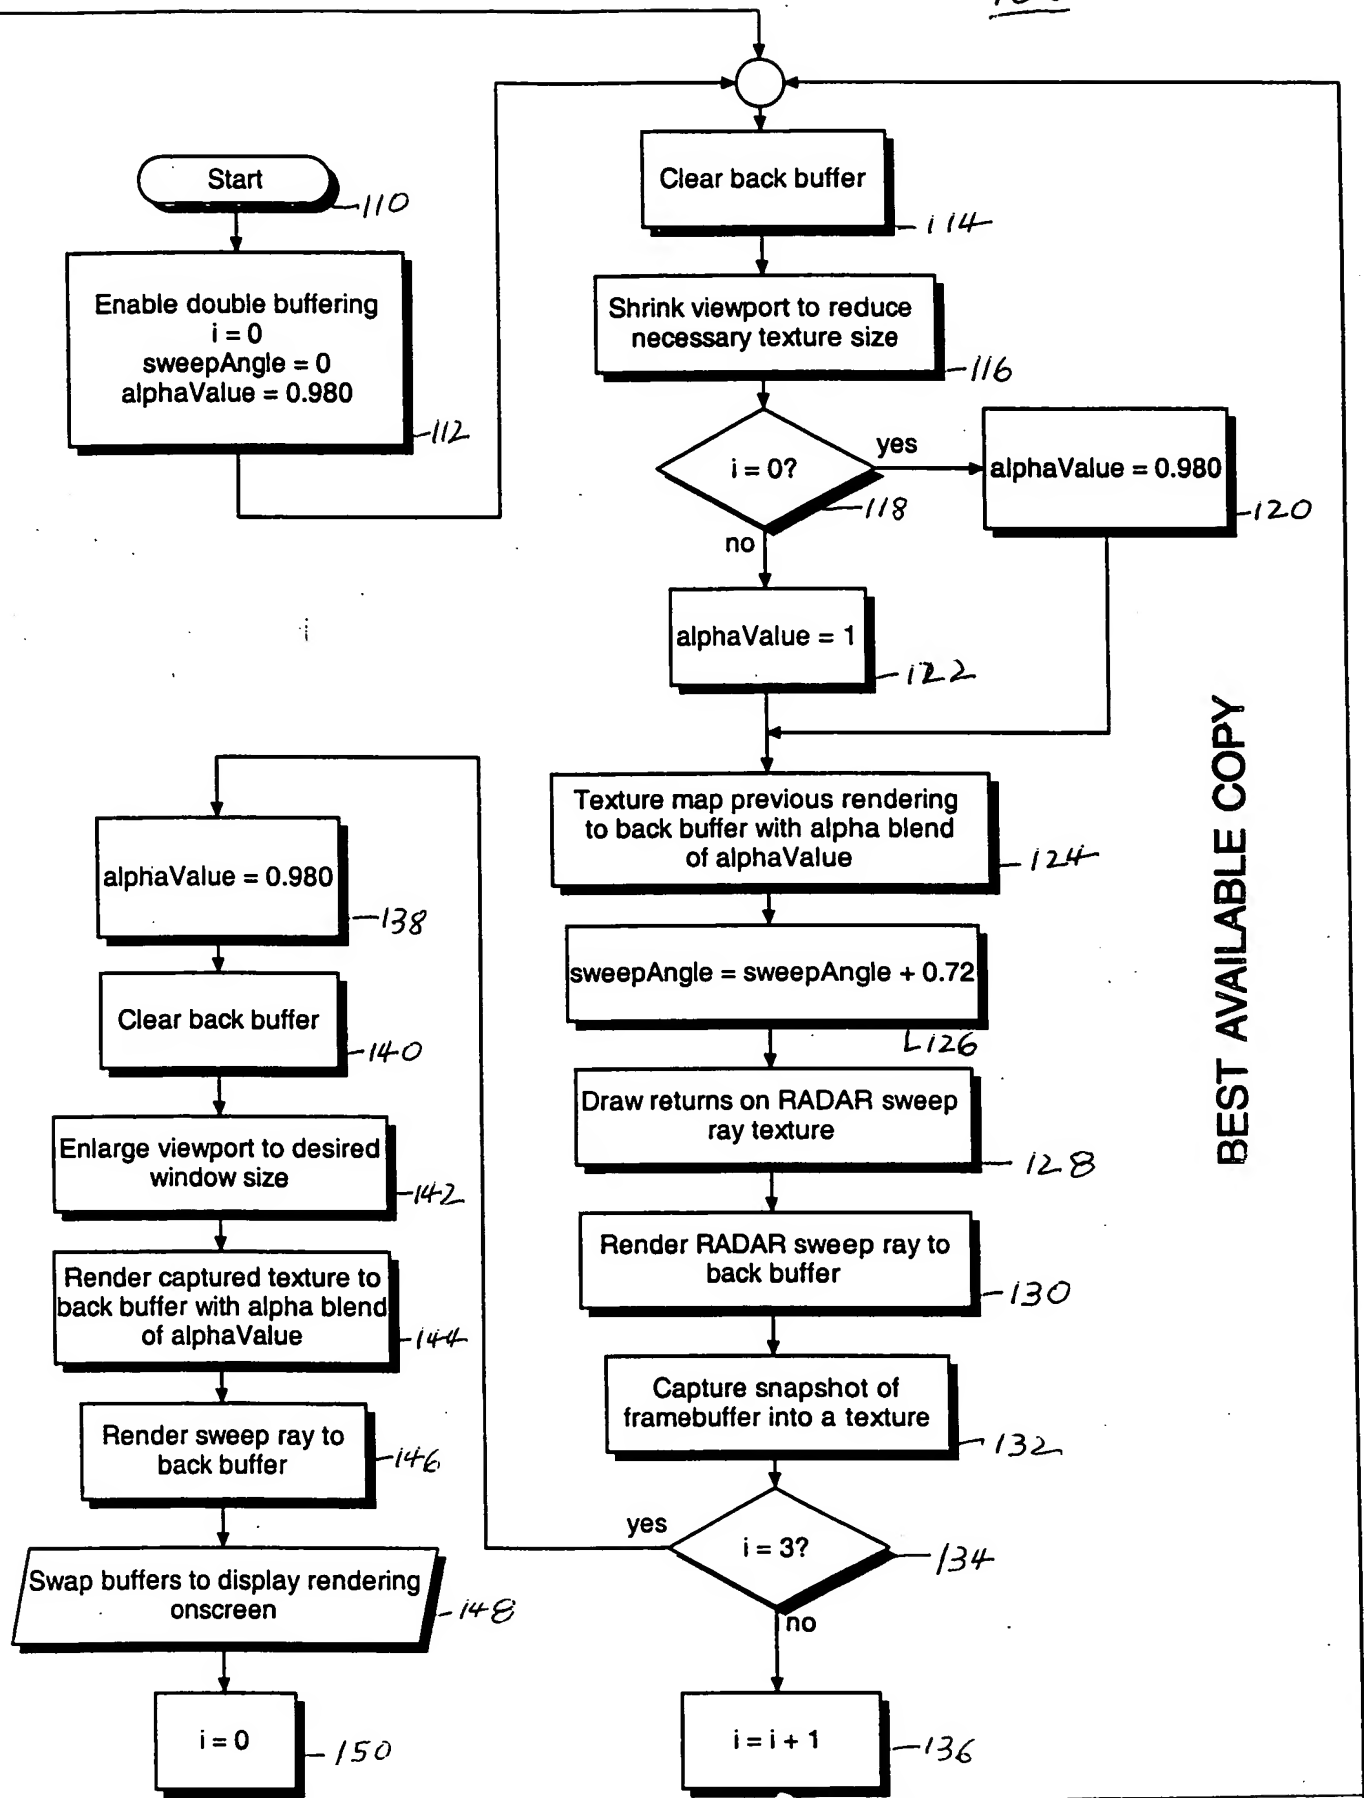 Start
110
Enable double buffering
i = 0
sweepAngle = 0
alphaValue = 0.980
112
Clear back buffer
114
Shrink viewport to reduce
necessary texture size
116
i = 0?
118
yes
no
alphaValue = 0.980
120
alphaValue = 1
122
Texture map previous rendering
to back buffer with alpha blend
of alphaValue
124
sweepAngle = sweepAngle + 0.72
126
Draw returns on RADAR sweep
ray texture
128
Render RADAR sweep ray to
back buffer
130
Capture snapshot of
framebuffer into a texture
132
i = 3?
134
yes
no
i = i + 1
136
alphaValue = 0.980
138
Clear back buffer
140
Enlarge viewport to desired
window size
142
Render captured texture to
back buffer with alpha blend
of alphaValue
144
Render sweep ray to
back buffer
146
Swap buffers to display rendering
onscreen
148
i = 0
150
BEST AVAILABLE COPY